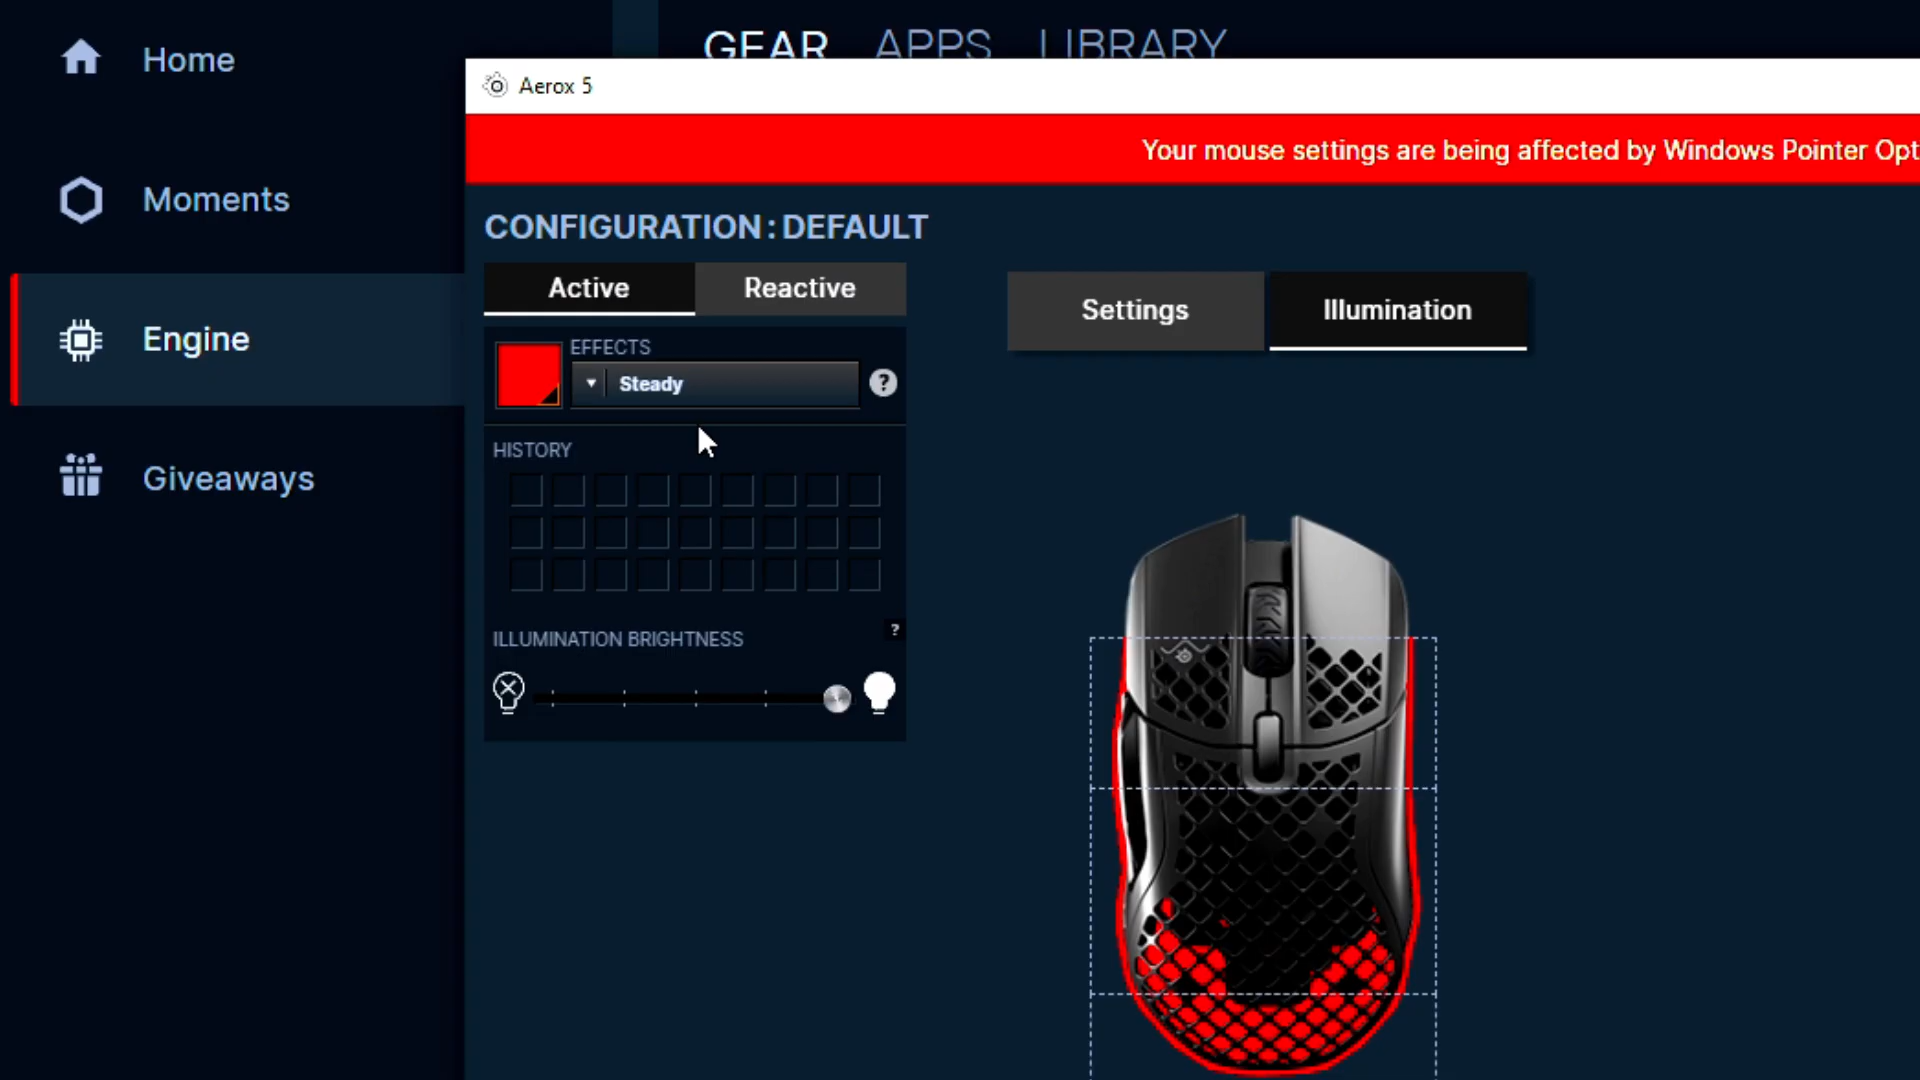 Home
GEAR APPS LIBRARY
Aerox 5
Moments
Your mouse settings are being affected by Windows Pointer Opt
CONFIGURATION : DEFAULT
Active Reactive
Settings Illumination
Engine
EFFECTS
Steady ?
HISTORY
Giveaways
ILLUMINATION BRIGHTNESS ?